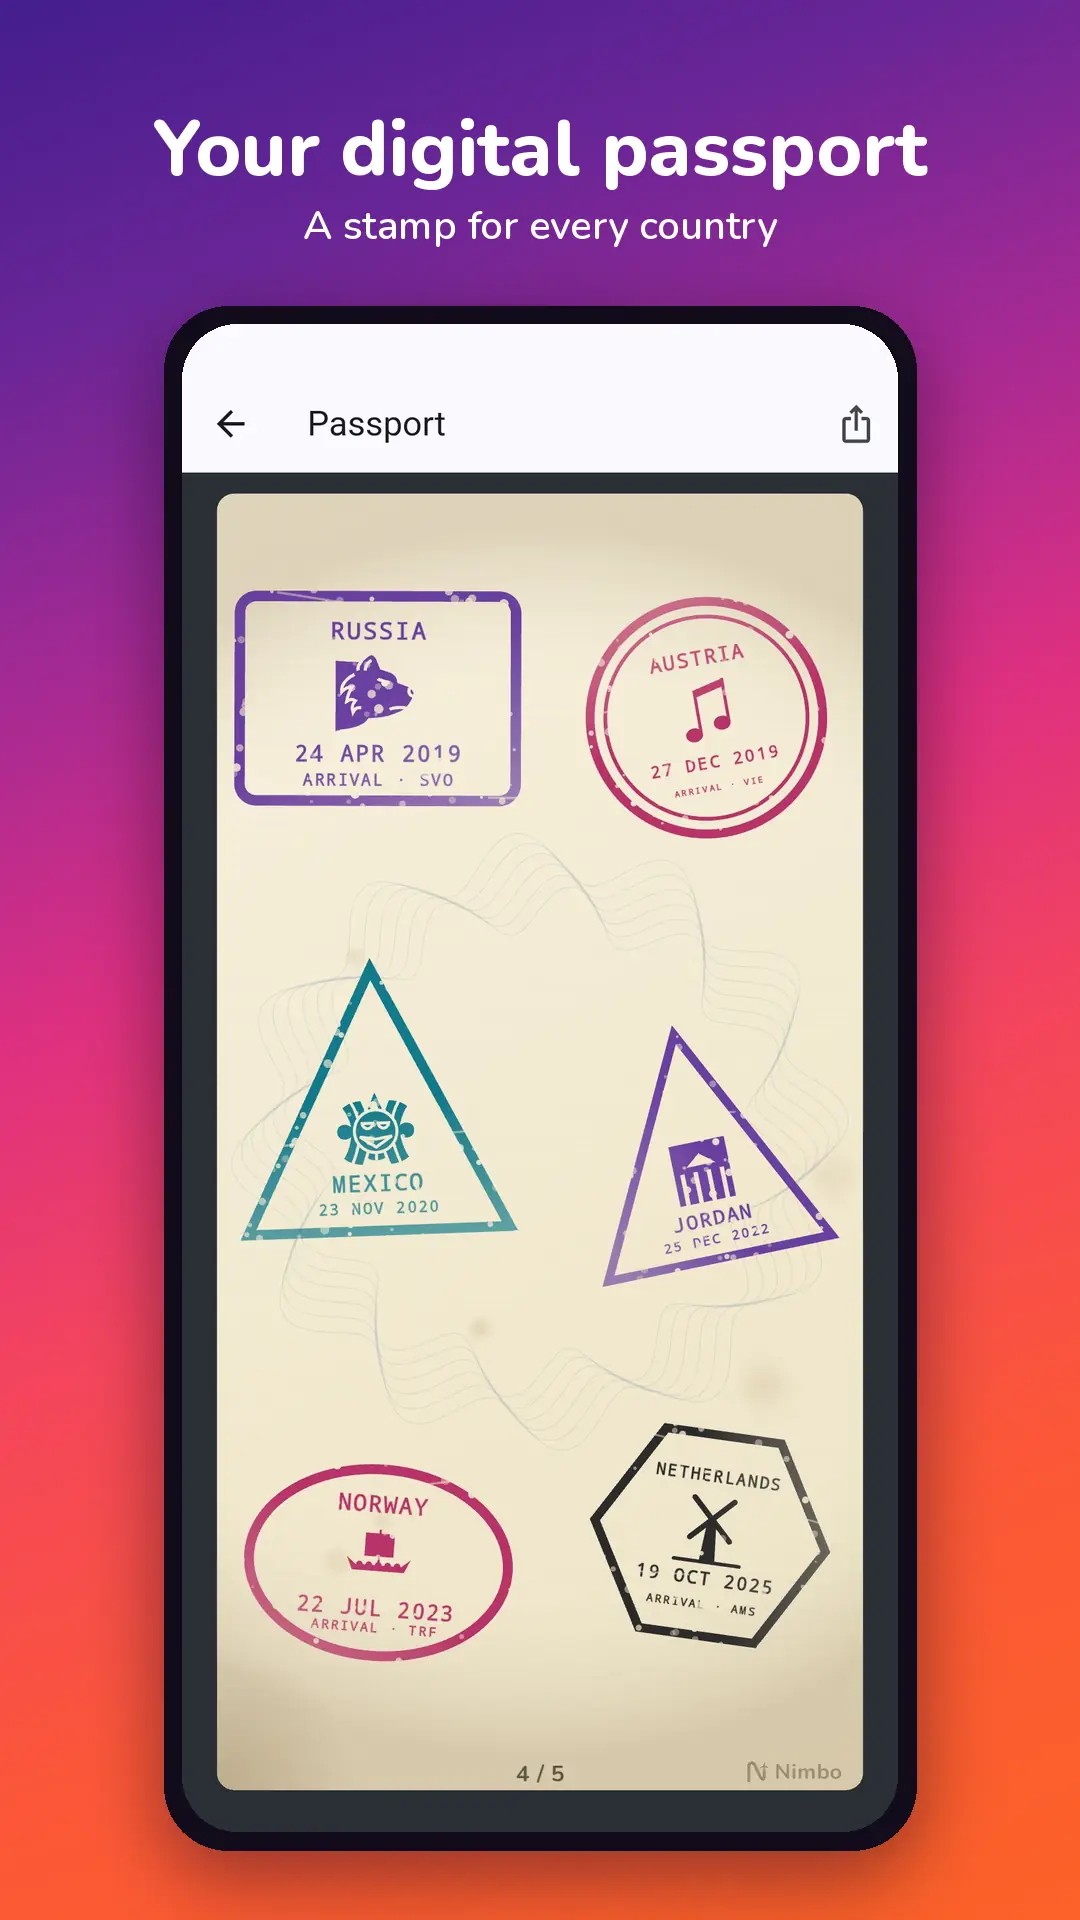 Your digital passport
A stamp for every country
Passport
RUSSIA
24 APR 2019
ARRIVAL · SVO
AUSTRIA
27 DEC 2019
ARRIVAL · VIE
MEXICO
23 NOV 2020
JORDAN
25 DEC 2022
NORWAY
22 JUL 2023
ARRIVAL · TRF
NETHERLANDS
19 OCT 2025
ARRIVAL · AMS
4 / 5
Nimbo